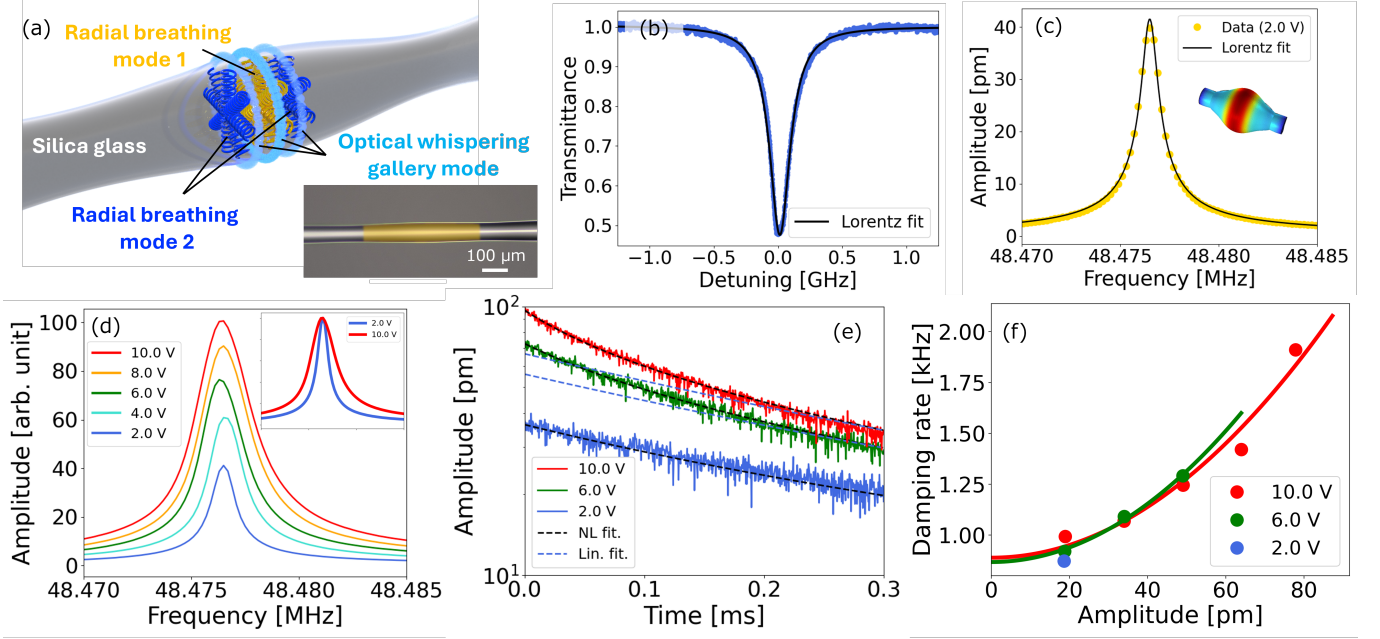 (a)
Radial breathing
mode 1
Silica glass
Optical whispering
gallery mode
Radial breathing
mode 2
100 μm
(b)
Transmittance
1.0
0.9
0.8
0.7
0.6
0.5
Lorentz fit
−1.0
−0.5
0.0
0.5
1.0
Detuning [GHz]
(c)
Data (2.0 V)
Lorentz fit
Amplitude [pm]
40
30
20
10
0
48.470
48.475
48.480
48.485
Frequency [MHz]
(d)
Amplitude [arb. unit]
100
80
60
40
20
0
10.0 V
8.0 V
6.0 V
4.0 V
2.0 V
2.0 V
10.0 V
48.470
48.475
48.480
48.485
Frequency [MHz]
(e)
Amplitude [pm]
10²
10¹
10.0 V
6.0 V
2.0 V
NL fit.
Lin. fit.
0.0
0.1
0.2
0.3
Time [ms]
(f)
Damping rate [kHz]
2.00
1.75
1.50
1.25
1.00
10.0 V
6.0 V
2.0 V
0
20
40
60
80
Amplitude [pm]